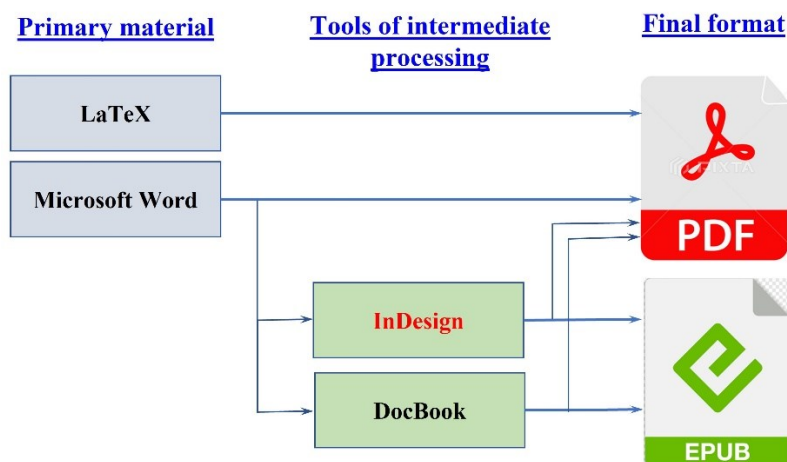 Primary material
Tools of intermediate
processing
Final format
LaTeX
Microsoft Word
PDF
InDesign
DocBook
EPUB